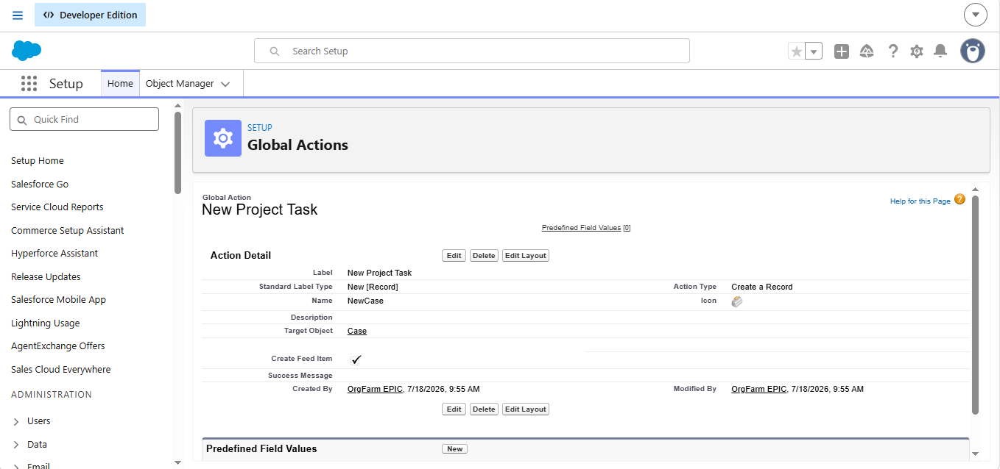 </> Developer Edition
Search Setup
Setup
Home
Object Manager
Quick Find
Setup Home
Salesforce Go
Service Cloud Reports
Commerce Setup Assistant
Hyperforce Assistant
Release Updates
Salesforce Mobile App
Lightning Usage
AgentExchange Offers
Sales Cloud Everywhere
ADMINISTRATION
Users
Data
Email
SETUP
Global Actions
Global Action
New Project Task
Help for this Page ?
Predefined Field Values [0]
Action Detail Edit Delete Edit Layout
Label New Project Task
Standard Label Type New [Record] Action Type Create a Record
Name NewCase Icon
Description
Target Object Case
Create Feed Item
Success Message
Created By OrgFarm EPIC, 7/18/2026, 9:55 AM Modified By OrgFarm EPIC, 7/18/2026, 9:55 AM
Edit Delete Edit Layout
Predefined Field Values New